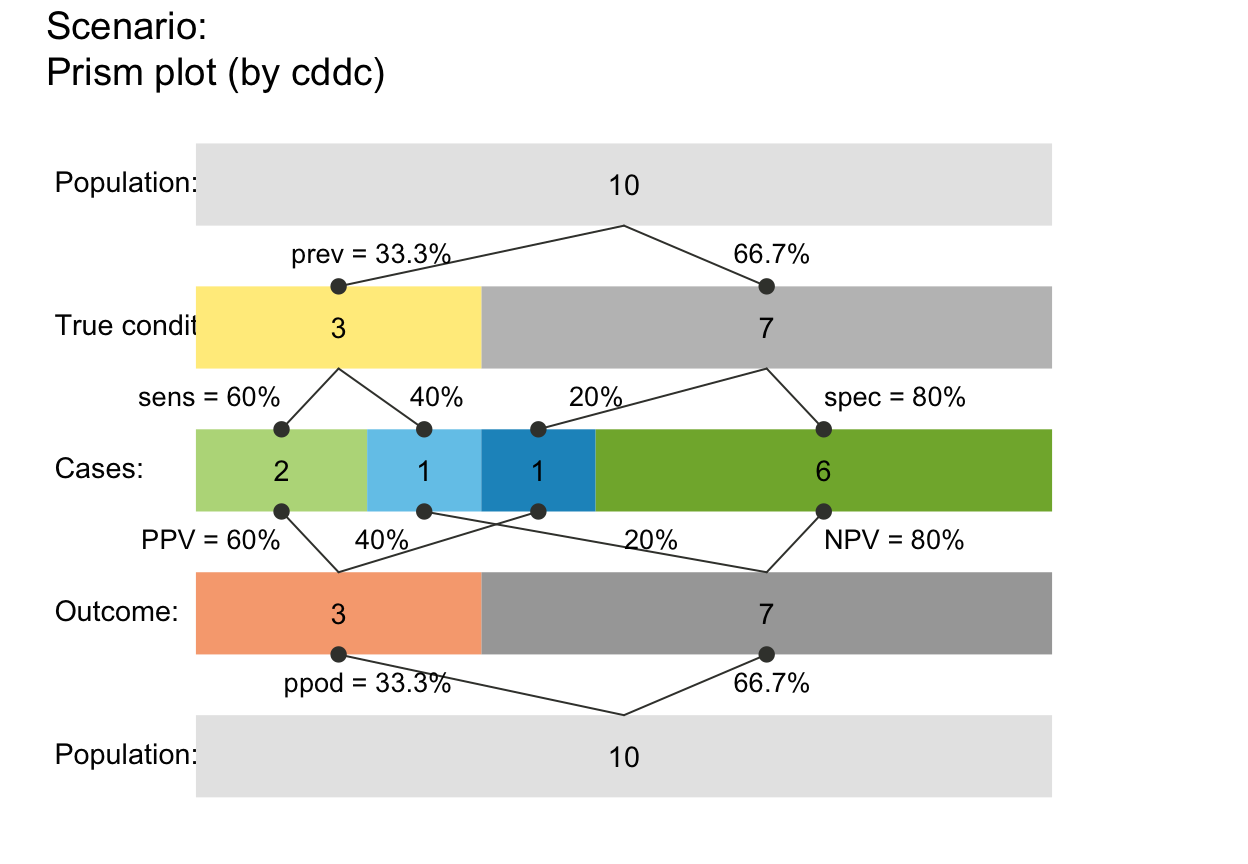 Scenario:
Prism plot (by cddc)
Population:
10
prev = 33.3%
66.7%
True condit
3
7
sens = 60%
40%
20%
spec = 80%
Cases:
2
1
1
6
PPV = 60%
40%
20%
NPV = 80%
Outcome:
3
7
ppod = 33.3%
66.7%
Population:
10